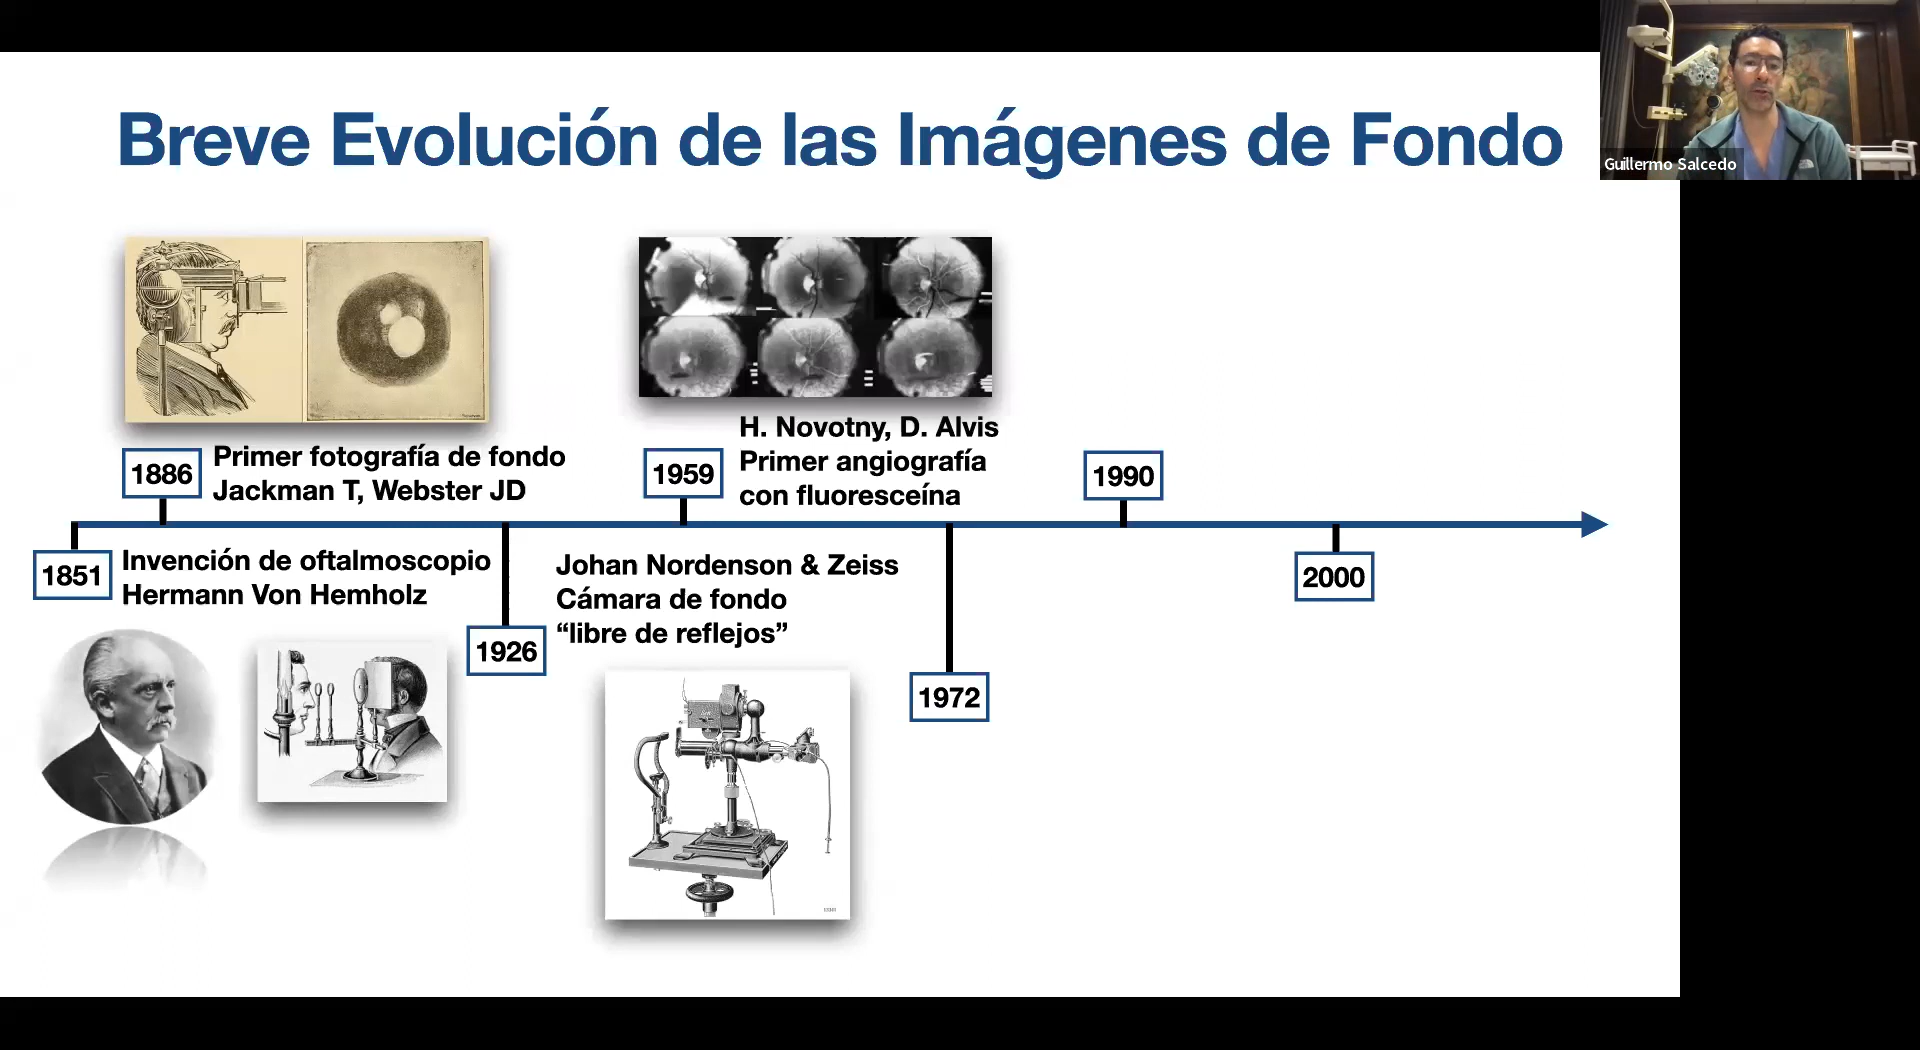 Breve Evolución de las Imágenes de Fondo
Guillermo Salcedo
1886
Primer fotografía de fondo
Jackman T, Webster JD
1959
H. Novotny, D. Alvis
Primer angiografía
con fluoresceína
1990
1851
Invención de oftalmoscopio
Hermann Von Hemholz
1926
Johan Nordenson & Zeiss
Cámara de fondo
“libre de reflejos”
1972
2000